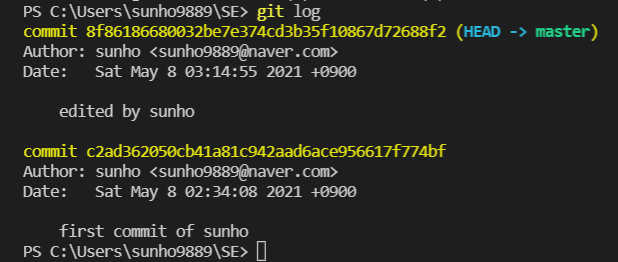 PS C:\Users\sunho9889\SE> git log
commit 8f86186680032be7e374cd3b35f10867d72688f2 (HEAD -> master)
Author: sunho <sunho9889@naver.com>
Date:   Sat May 8 03:14:55 2021 +0900
edited by sunho
commit c2ad362050cb41a81c942aad6ace956617f774bf
Author: sunho <sunho9889@naver.com>
Date:   Sat May 8 02:34:08 2021 +0900
first commit of sunho
PS C:\Users\sunho9889\SE>